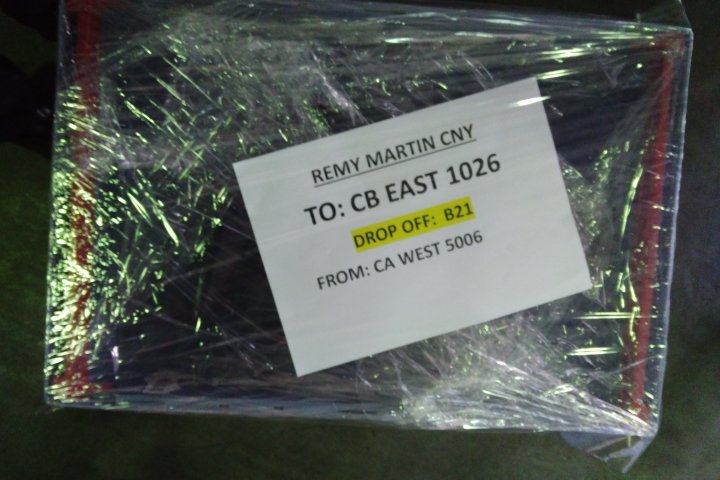 REMY MARTIN CNY
TO: CB EAST 1026
DROP OFF: B21
FROM: CA WEST 5006